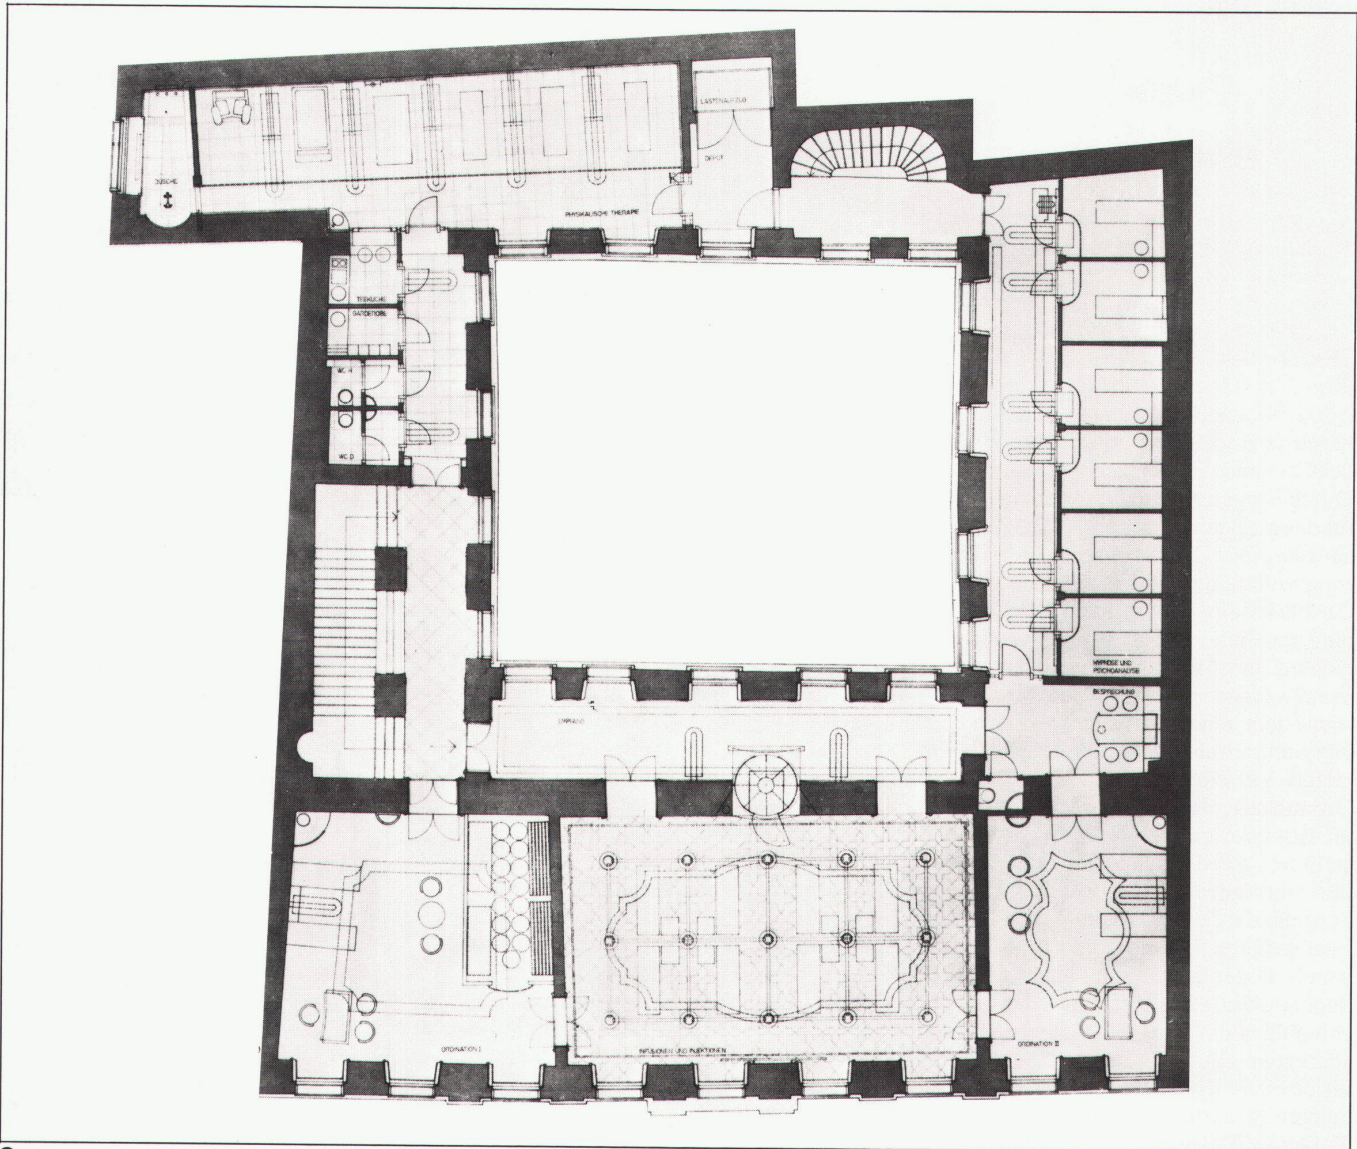 LASTENAUFZUG
DEPOT
DUSCHE
PHYSIKALISCHE THERAPIE
TEEKÜCHE
GARDEROBE
WC H
WC D
HYPNOSE UND
PSYCHOANALYSE
BESPRECHUNG
EMPFANG
ORDINATION I
INFUSIONEN UND INJEKTIONEN
ORDINATION II